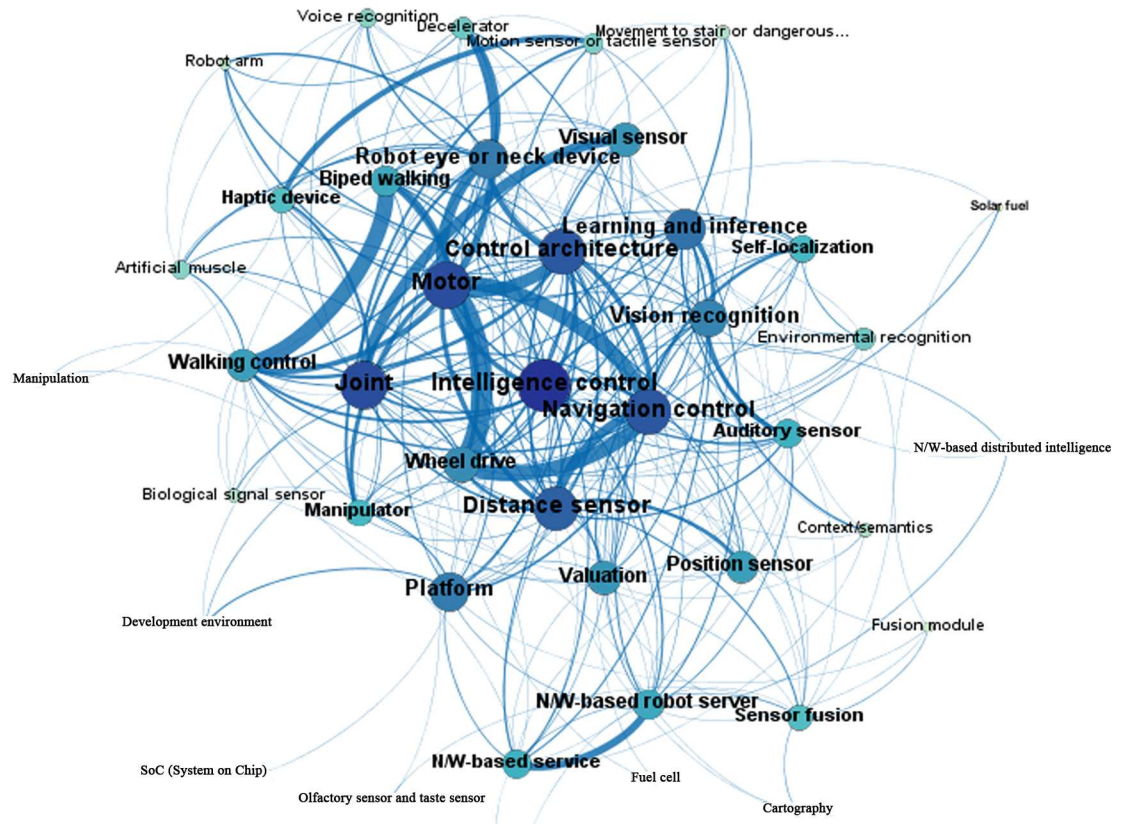 Voice recognition
Decelerator
Movement to stair or dangerous...
Motion sensor or tactile sensor
Robot arm
Visual sensor
Robot eye or neck device
Biped walking
Haptic device
Solar fuel
Learning and inference
Control architecture
Self-localization
Artificial muscle
Motor
Vision recognition
Environmental recognition
Walking control
Manipulation
Joint
Intelligence control
Navigation control
Auditory sensor
N/W-based distributed intelligence
Wheel drive
Biological signal sensor
Manipulator
Distance sensor
Context/semantics
Position sensor
Valuation
Platform
Development environment
Fusion module
N/W-based robot server
Sensor fusion
N/W-based service
SoC (System on Chip)
Fuel cell
Olfactory sensor and taste sensor
Cartography